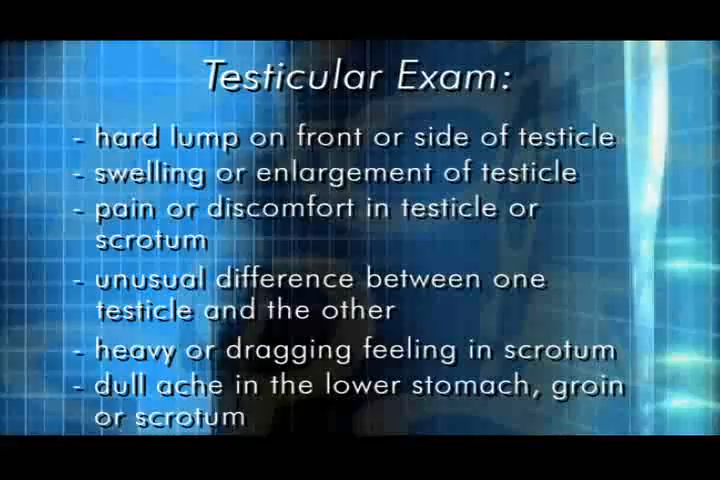 Testicular Exam:
- hard lump on front or side of testicle
- swelling or enlargement of testicle
- pain or discomfort in testicle or
scrotum
- unusual difference between one
testicle and the other
- heavy or dragging feeling in scrotum
- dull ache in the lower stomach, groin
or scrotum